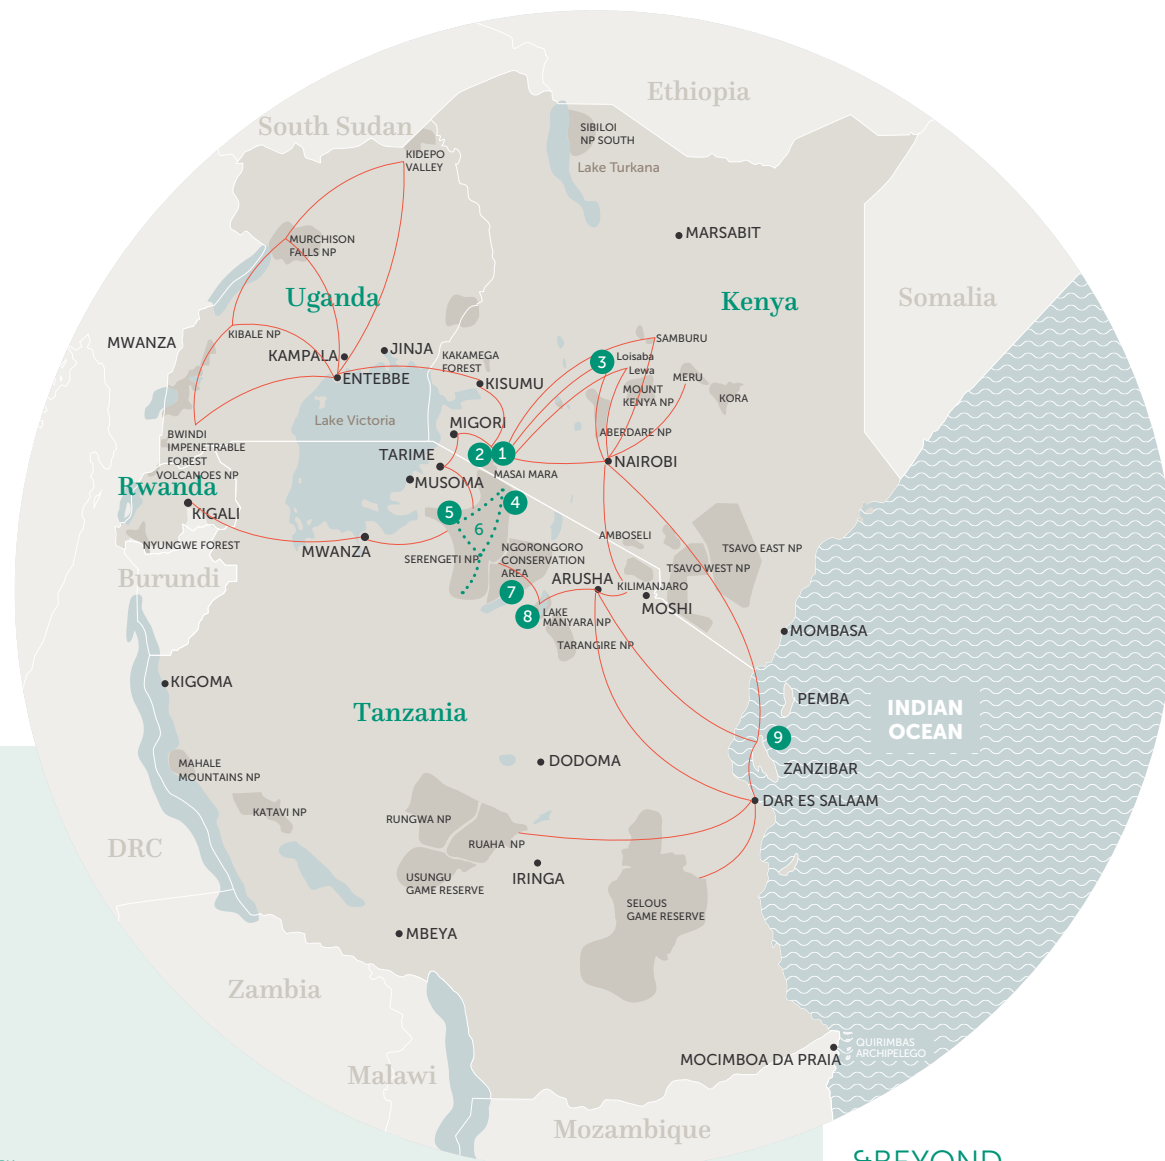 Ethiopia
South Sudan
SIBILOI
NP SOUTH
KIDEPO
VALLEY
Lake Turkana
MARSABIT
MURCHISON
FALLS NP
Uganda
Kenya
Somalia
KIBALE NP
MWANZA
SAMBURU
JINJA
KAMPALA
KAKAMEGA
FOREST
3
Loisaba
Lewa
ENTEBBE
KISUMU
MERU
MOUNT
KENYA NP
KORA
Lake Victoria
MIGORI
BWINDI
IMPENETRABLE
FOREST
VOLCANOES NP
ABERDARE NP
TARIME
2
1
NAIROBI
MASAI MARA
MUSOMA
Rwanda
KIGALI
4
5
6
NYUNGWE FOREST
MWANZA
AMBOSELI
TSAVO EAST NP
SERENGETI NP
NGORONGORO
CONSERVATION
AREA
TSAVO WEST NP
Burundi
ARUSHA
KILIMANJARO
7
MOSHI
8
LAKE
MANYARA NP
MOMBASA
TARANGIRE NP
KIGOMA
PEMBA
Tanzania
INDIAN
OCEAN
9
MAHALE
MOUNTAINS NP
DODOMA
ZANZIBAR
DAR ES SALAAM
KATAVI NP
RUNGWA NP
RUAHA NP
DRC
USUNGU
GAME RESERVE
IRINGA
SELOUS
GAME RESERVE
MBEYA
Zambia
QUIRIMBAS
ARCHIPELEGO
MOCIMBOA DA PRAIA
Malawi
Mozambique
&BEYOND